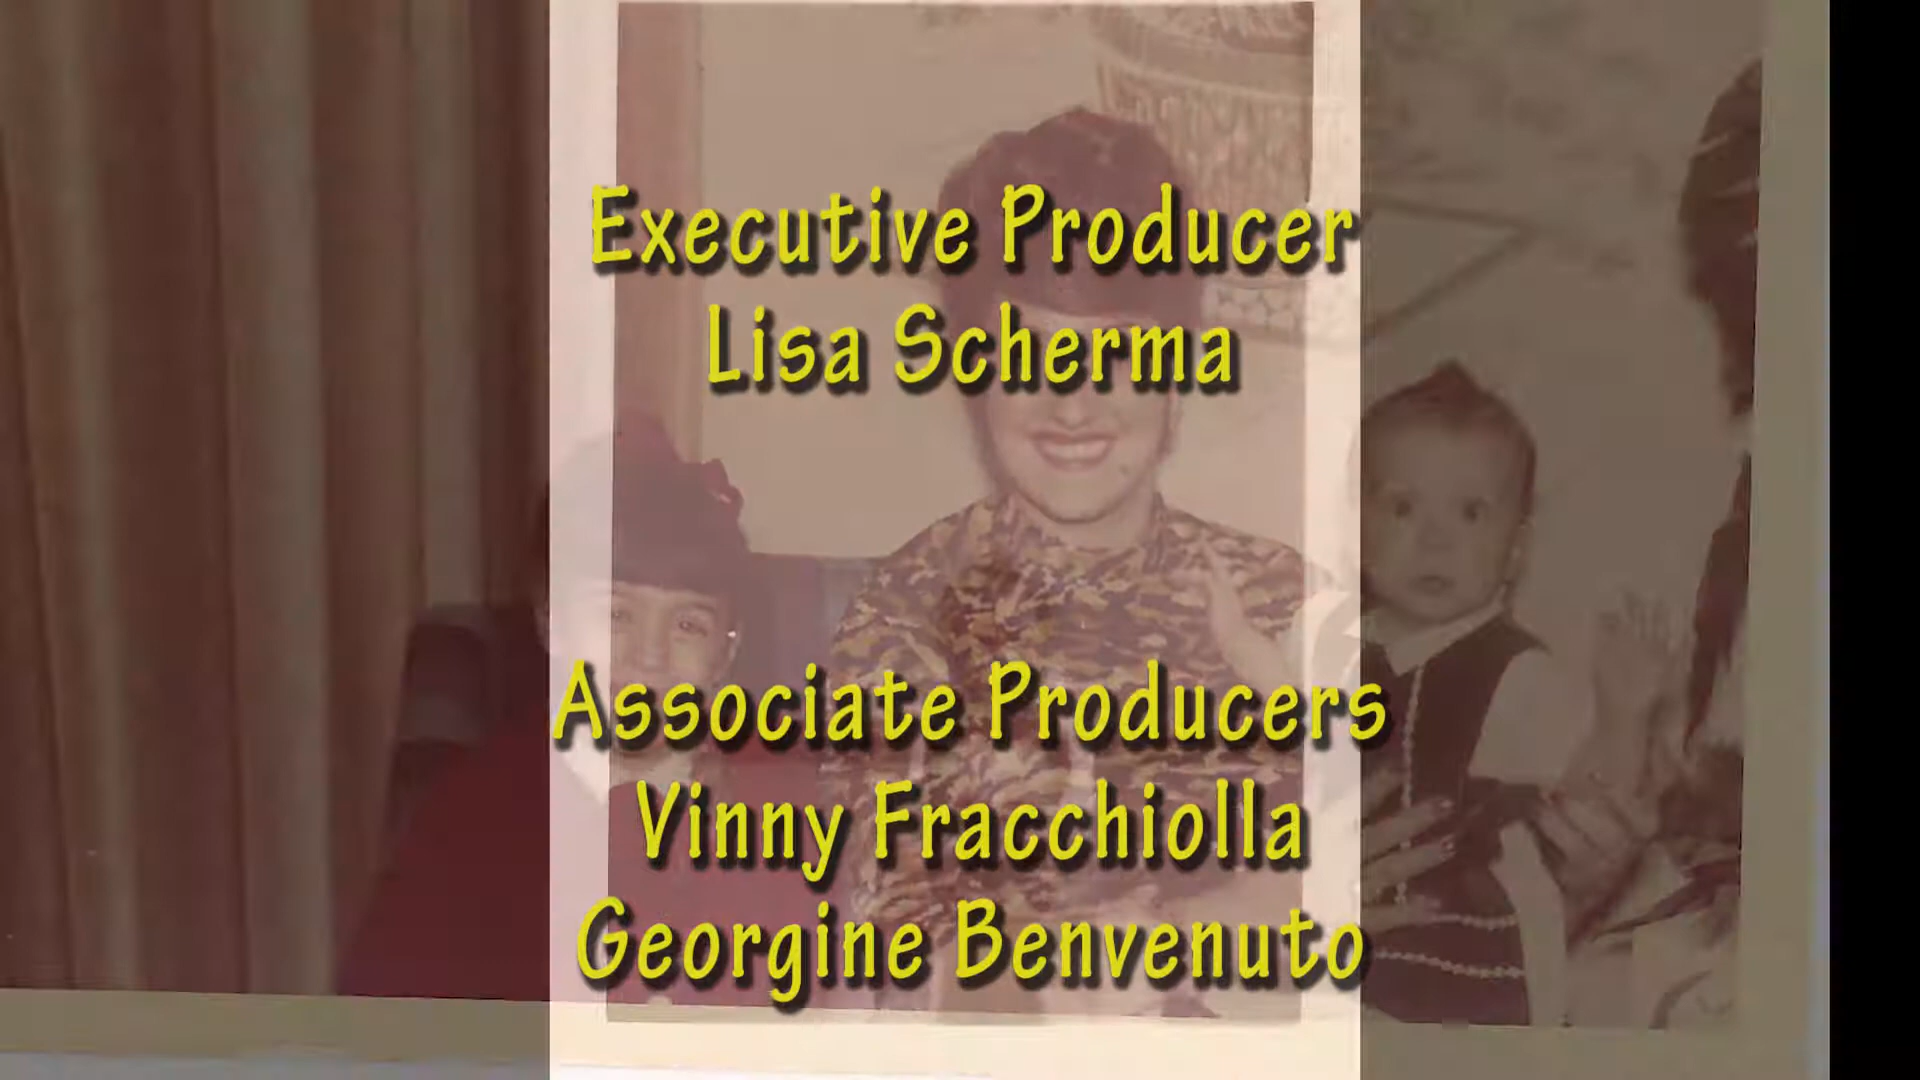 Executive Producer
Lisa Scherma
Associate Producers
Vinny Fracchiolla
Georgine Benvenuto